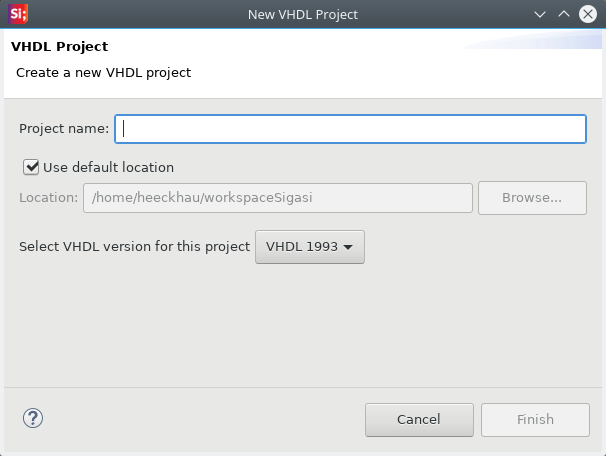 Si;
New VHDL Project
VHDL Project
Create a new VHDL project
Project name:
Use default location
Location: /home/heeckhau/workspaceSigasi Browse...
Select VHDL version for this project VHDL 1993
? Cancel Finish